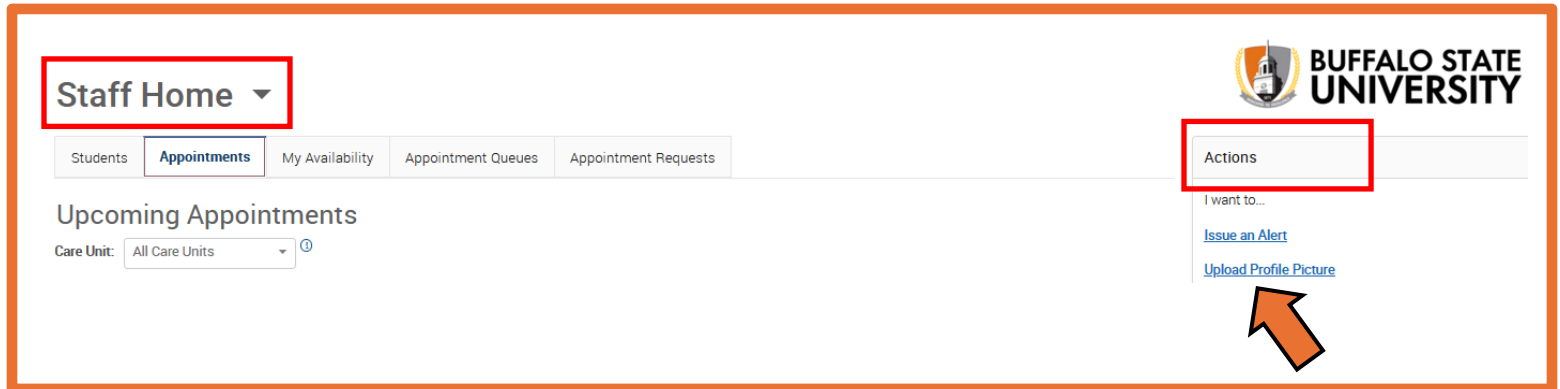 BUFFALO STATE
UNIVERSITY
Staff Home
Students Appointments My Availability Appointment Queues Appointment Requests
Actions
Upcoming Appointments
I want to...
Care Unit: All Care Units
Issue an Alert
Upload Profile Picture